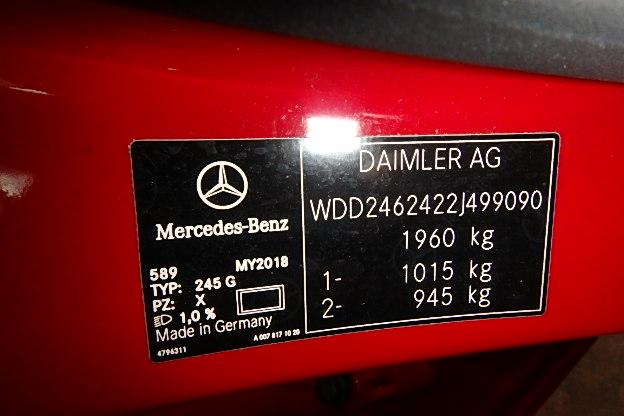 Mercedes-Benz
589 MY2018
TYP: 245 G
PZ: X
1,0 %
Made in Germany
4796311 A 007 817 10 20
DAIMLER AG
WDD2462422J499090
1960 kg
1- 1015 kg
2- 945 kg